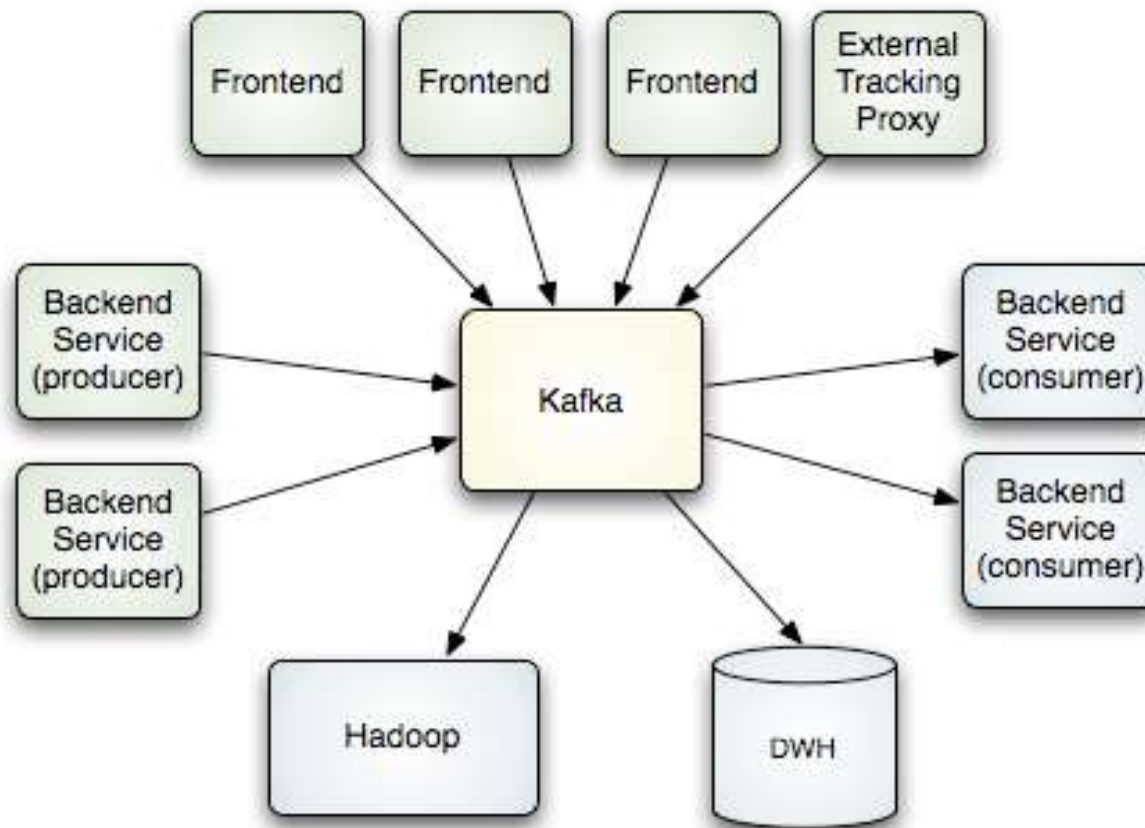 Frontend
Frontend
Frontend
External
Tracking
Proxy
Backend
Service
(producer)
Kafka
Backend
Service
(consumer)
Backend
Service
(producer)
Backend
Service
(consumer)
Hadoop
DWH